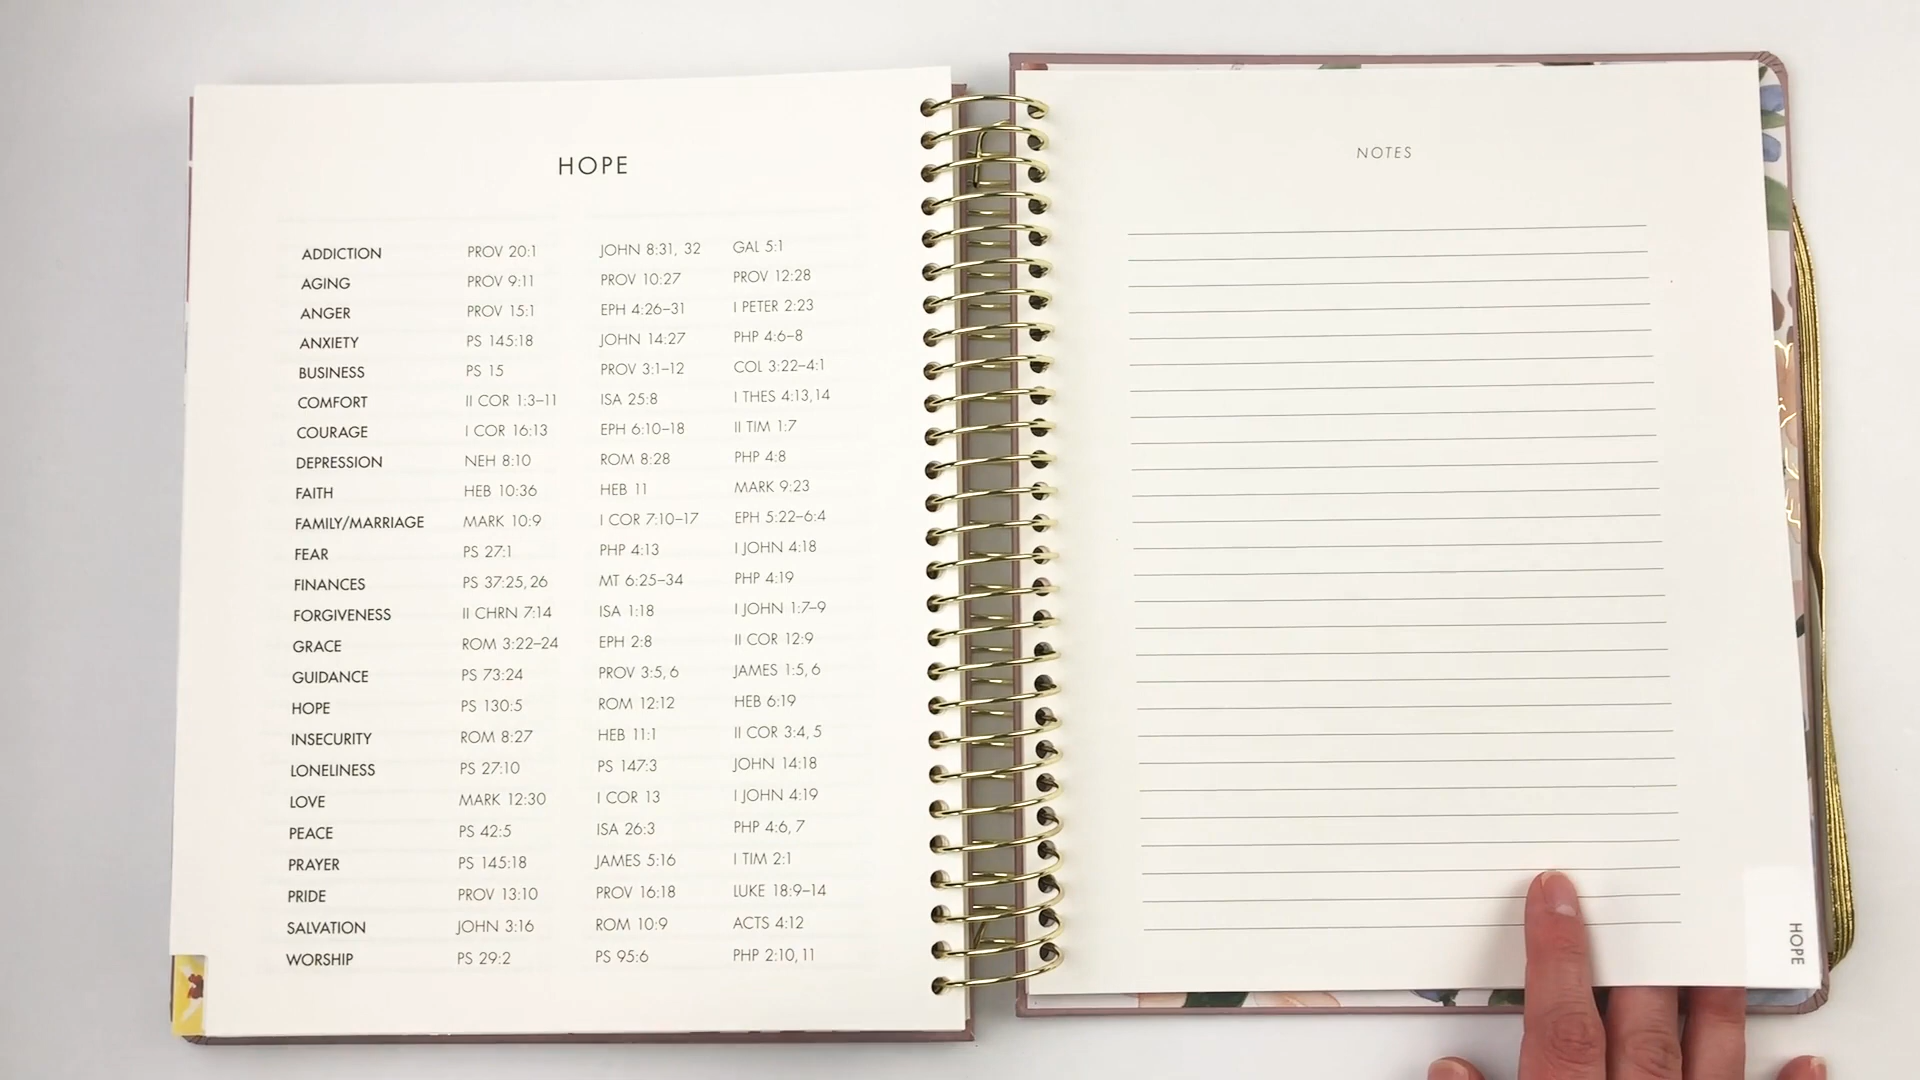 HOPE
ADDICTION PROV 20:1 JOHN 8:31, 32 GAL 5:1
AGING PROV 9:11 PROV 10:27 PROV 12:28
ANGER PROV 15:1 EPH 4:26–31 I PETER 2:23
ANXIETY PS 145:18 JOHN 14:27 PHP 4:6–8
BUSINESS PS 15 PROV 3:1–12 COL 3:22–4:1
COMFORT II COR 1:3–11 ISA 25:8 I THES 4:13,14
COURAGE I COR 16:13 EPH 6:10–18 II TIM 1:7
DEPRESSION NEH 8:10 ROM 8:28 PHP 4:8
FAITH HEB 10:36 HEB 11 MARK 9:23
FAMILY/MARRIAGE MARK 10:9 I COR 7:10–17 EPH 5:22–6:4
FEAR PS 27:1 PHP 4:13 I JOHN 4:18
FINANCES PS 37:25,26 MT 6:25–34 PHP 4:19
FORGIVENESS II CHRN 7:14 ISA 1:18 I JOHN 1:7–9
GRACE ROM 3:22–24 EPH 2:8 II COR 12:9
GUIDANCE PS 73:24 PROV 3:5,6 JAMES 1:5,6
HOPE PS 130:5 ROM 12:12 HEB 6:19
INSECURITY ROM 8:27 HEB 11:1 II COR 3:4,5
LONELINESS PS 27:10 PS 147:3 JOHN 14:18
LOVE MARK 12:30 I COR 13 I JOHN 4:19
PEACE PS 42:5 ISA 26:3 PHP 4:6,7
PRAYER PS 145:18 JAMES 5:16 I TIM 2:1
PRIDE PROV 13:10 PROV 16:18 LUKE 18:9–14
SALVATION JOHN 3:16 ROM 10:9 ACTS 4:12
WORSHIP PS 29:2 PS 95:6 PHP 2:10,11
NOTES
HOPE